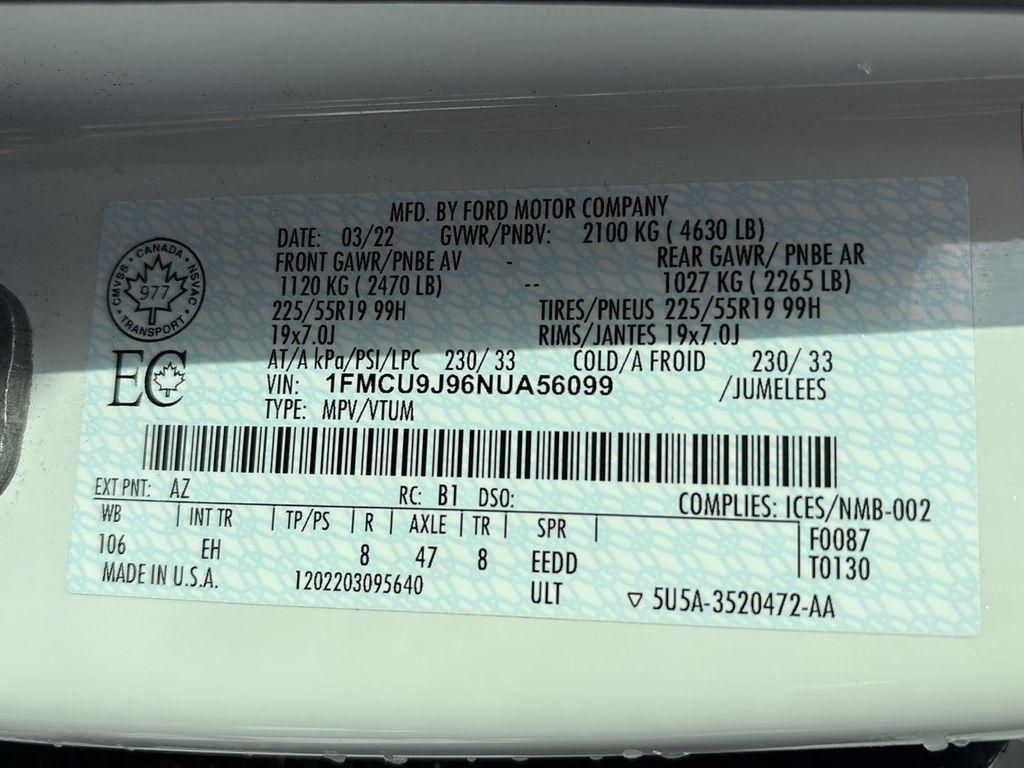 MFD. BY FORD MOTOR COMPANY
DATE: 03/22 GVWR/PNBV: 2100 KG ( 4630 LB)
FRONT GAWR/PNBE AV - REAR GAWR/ PNBE AR
1120 KG ( 2470 LB) -- 1027 KG ( 2265 LB)
225/55R19 99H TIRES/PNEUS 225/55R19 99H
19x7.0J RIMS/JANTES 19x7.0J
AT/A kPa/PSI/LPC 230/ 33 COLD/A FROID 230/ 33
VIN: 1FMCU9J96NUA56099 /JUMELEES
TYPE: MPV/VTUM
CANADA
CMVSS NSVAC
977
TRANSPORT
EC
EXT PNT: AZ RC: B1 DSO: COMPLIES: ICES/NMB-002
WB | INT TR | TP/PS | R | AXLE | TR | SPR | F0087
106 EH 8 47 8 EEDD T0130
MADE IN U.S.A. 1202203095640 ULT ▽ 5U5A-3520472-AA